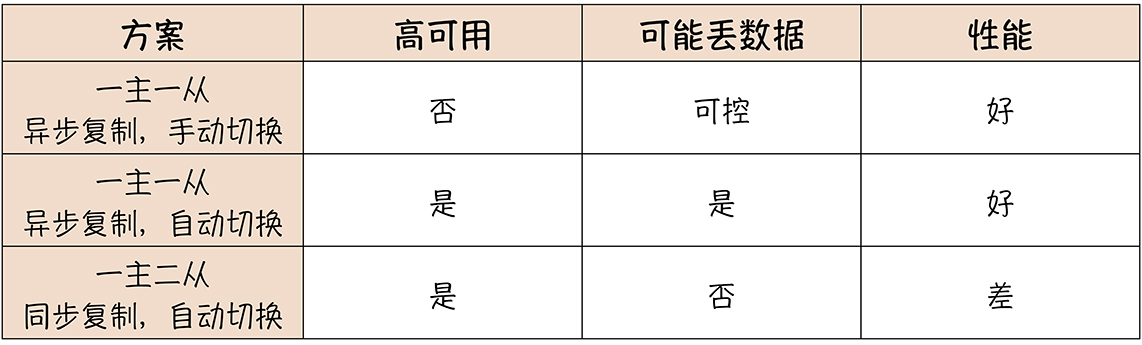 方案 高可用 可能丢数据 性能
一主一从
异步复制，手动切换
否 可控 好
一主一从
异步复制，自动切换
是 是 好
一主二从
同步复制，自动切换
是 否 差